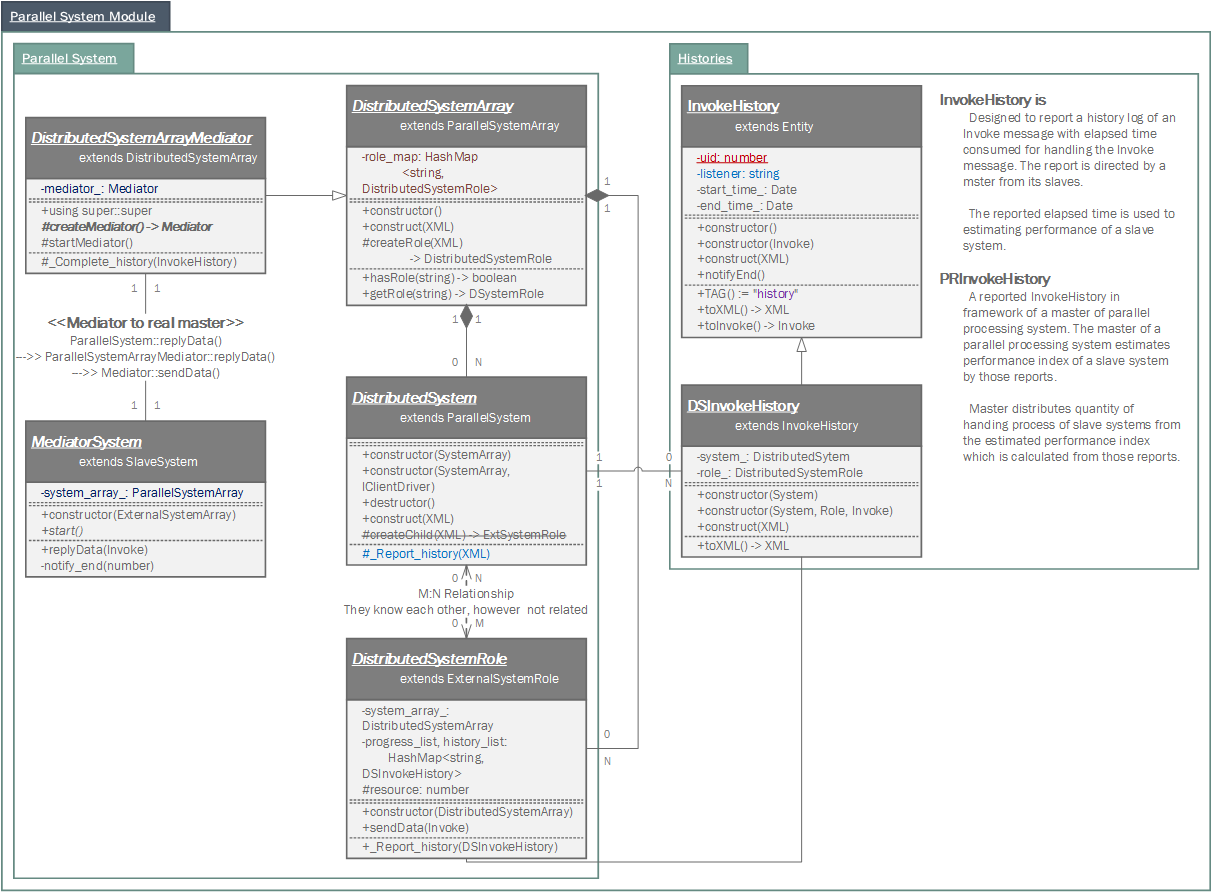 Parallel System Module
Parallel System
DistributedSystemArrayMediator
extends DistributedSystemArray
-mediator_: Mediator
+using super::super
#createMediator() -> Mediator
#startMediator()
#_Complete_history(InvokeHistory)
1 1
<<Mediator to real master>>
ParallelSystem::replyData()
--->> ParallelSystemArrayMediator::replyData()
--->> Mediator::sendData()
1 1
MediatorSystem
extends SlaveSystem
-system_array_: ParallelSystemArray
+constructor(ExternalSystemArray)
+start()
+replyData(Invoke)
-notify_end(number)
DistributedSystemArray
extends ParallelSystemArray
-role_map: HashMap
<string,
DistributedSystemRole>
+constructor()
+construct(XML)
#createRole(XML)
-> DistributedSystemRole
+hasRole(string) -> boolean
+getRole(string) -> DSystemRole
1
1
1 1
0 N
DistributedSystem
extends ParallelSystem
+constructor(SystemArray)
+constructor(SystemArray,
IClientDriver)
+destructor()
+construct(XML)
#createChild(XML) -> ExtSystemRole
#_Report_history(XML)
1
1
0 N
M:N Relationship
They know each other, however  not related
0 M
DistributedSystemRole
extends ExternalSystemRole
-system_array_:
DistributedSystemArray
-progress_list, history_list:
HashMap<string,
DSInvokeHistory>
#resource: number
+constructor(DistributedSystemArray)
+sendData(Invoke)
+_Report_history(DSInvokeHistory)
0
N
Histories
InvokeHistory
extends Entity
-uid: number
-listener: string
-start_time_: Date
-end_time_: Date
+constructor()
+constructor(Invoke)
+construct(XML)
+notifyEnd()
+TAG() := "history"
+toXML() -> XML
+toInvoke() -> Invoke
0
N
DSInvokeHistory
extends InvokeHistory
-system_: DistributedSytem
-role_: DistributedSystemRole
+constructor(System)
+constructor(System, Role, Invoke)
+construct(XML)
+toXML() -> XML
InvokeHistory is
Designed to report a history log of an
Invoke message with elapsed time
consumed for handling the Invoke
message. The report is directed by a
mster from its slaves.
The reported elapsed time is used to
estimating performance of a slave
system.
PRInvokeHistory
A reported InvokeHistory in
framework of a master of parallel
processing system. The master of a
parallel processing system estimates
performance index of a slave system
by those reports.
Master distributes quantity of
handing process of slave systems from
the estimated performance index
which is calculated from those reports.